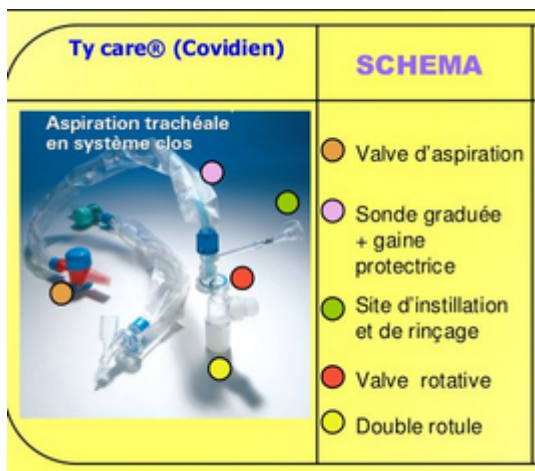 Ty care® (Covidien)
SCHEMA
Aspiration trachéale
en système clos
Valve d'aspiration
Sonde graduée
+ gaine
protectrice
Site d'instillation
et de rinçage
Valve rotative
Double rotule